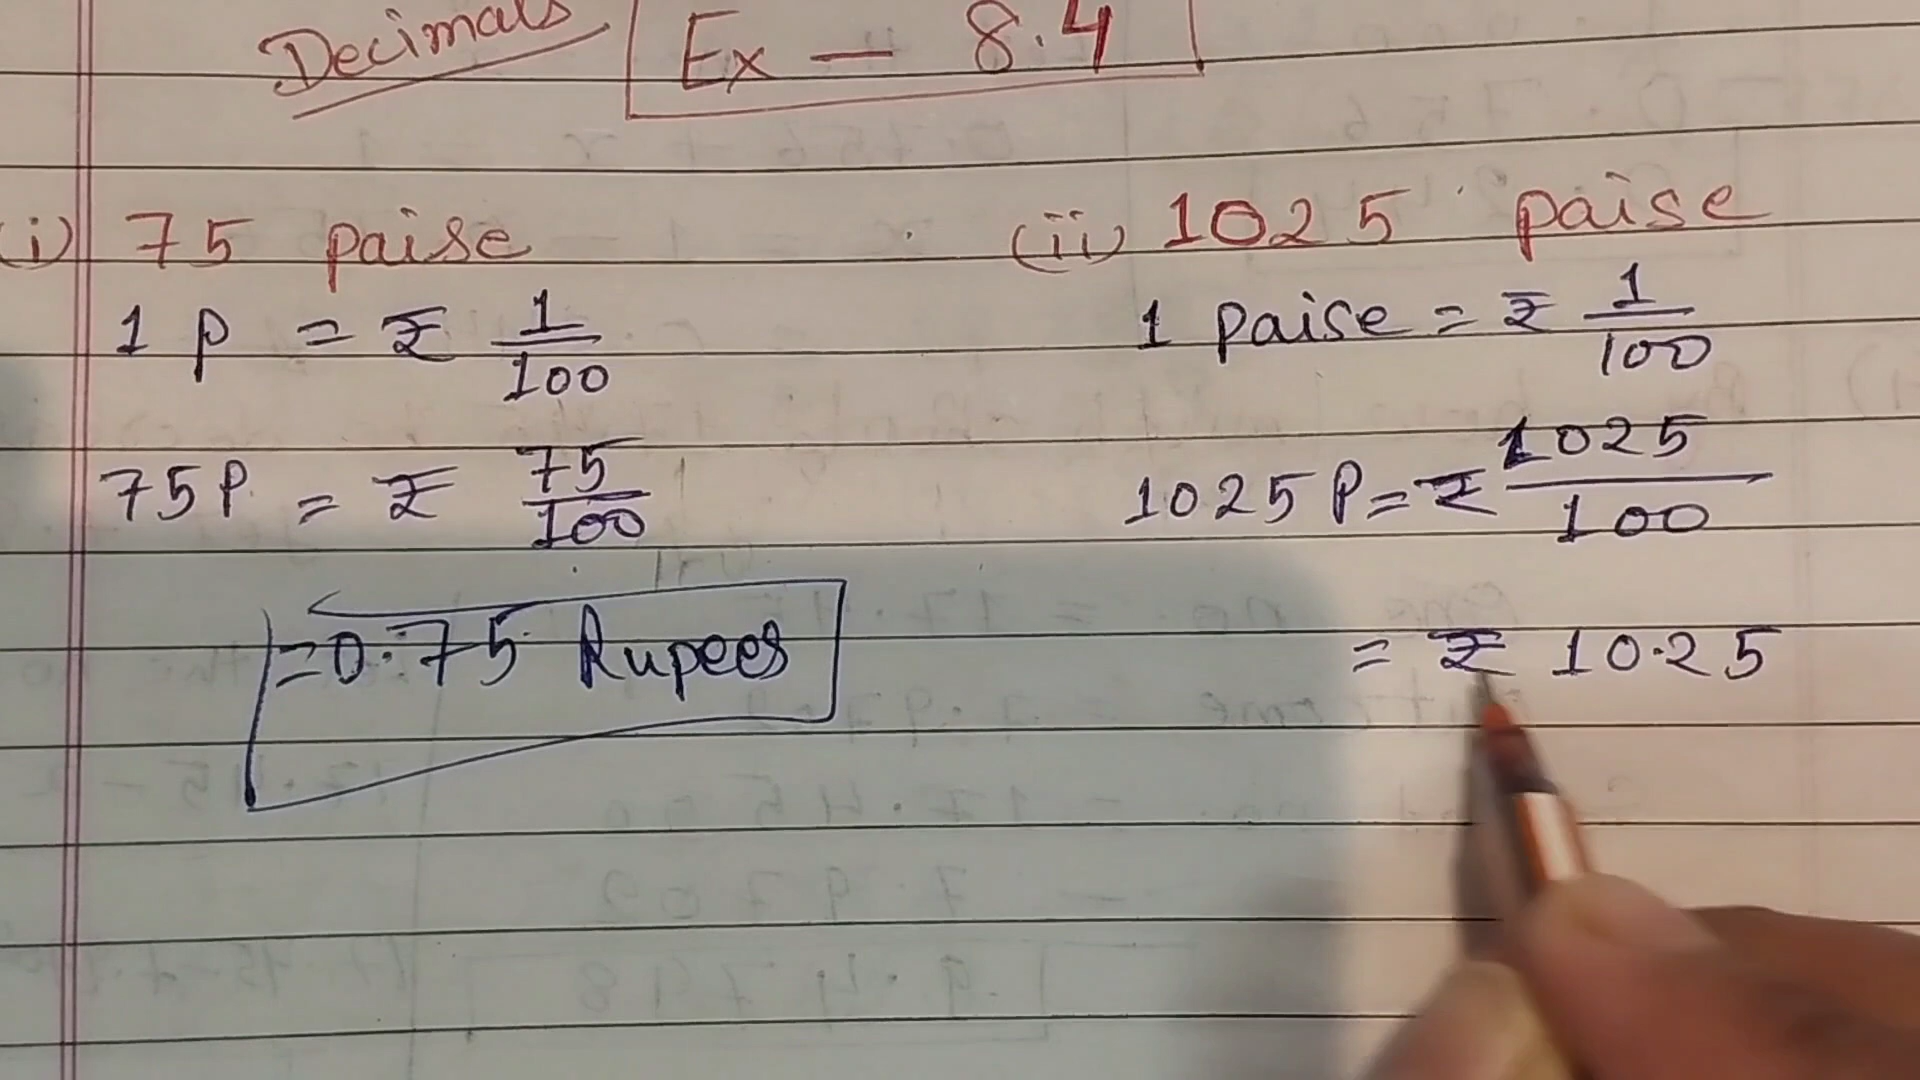 Decimals Ex - 8.4
(i) 75 paise
1 P = ₹ 1/100
75P = ₹ 75/100
= 0.75 Rupees
(ii) 1025 paise
1 paise = ₹ 1/100
1025 P = ₹ 1025/100
= ₹ 10.25